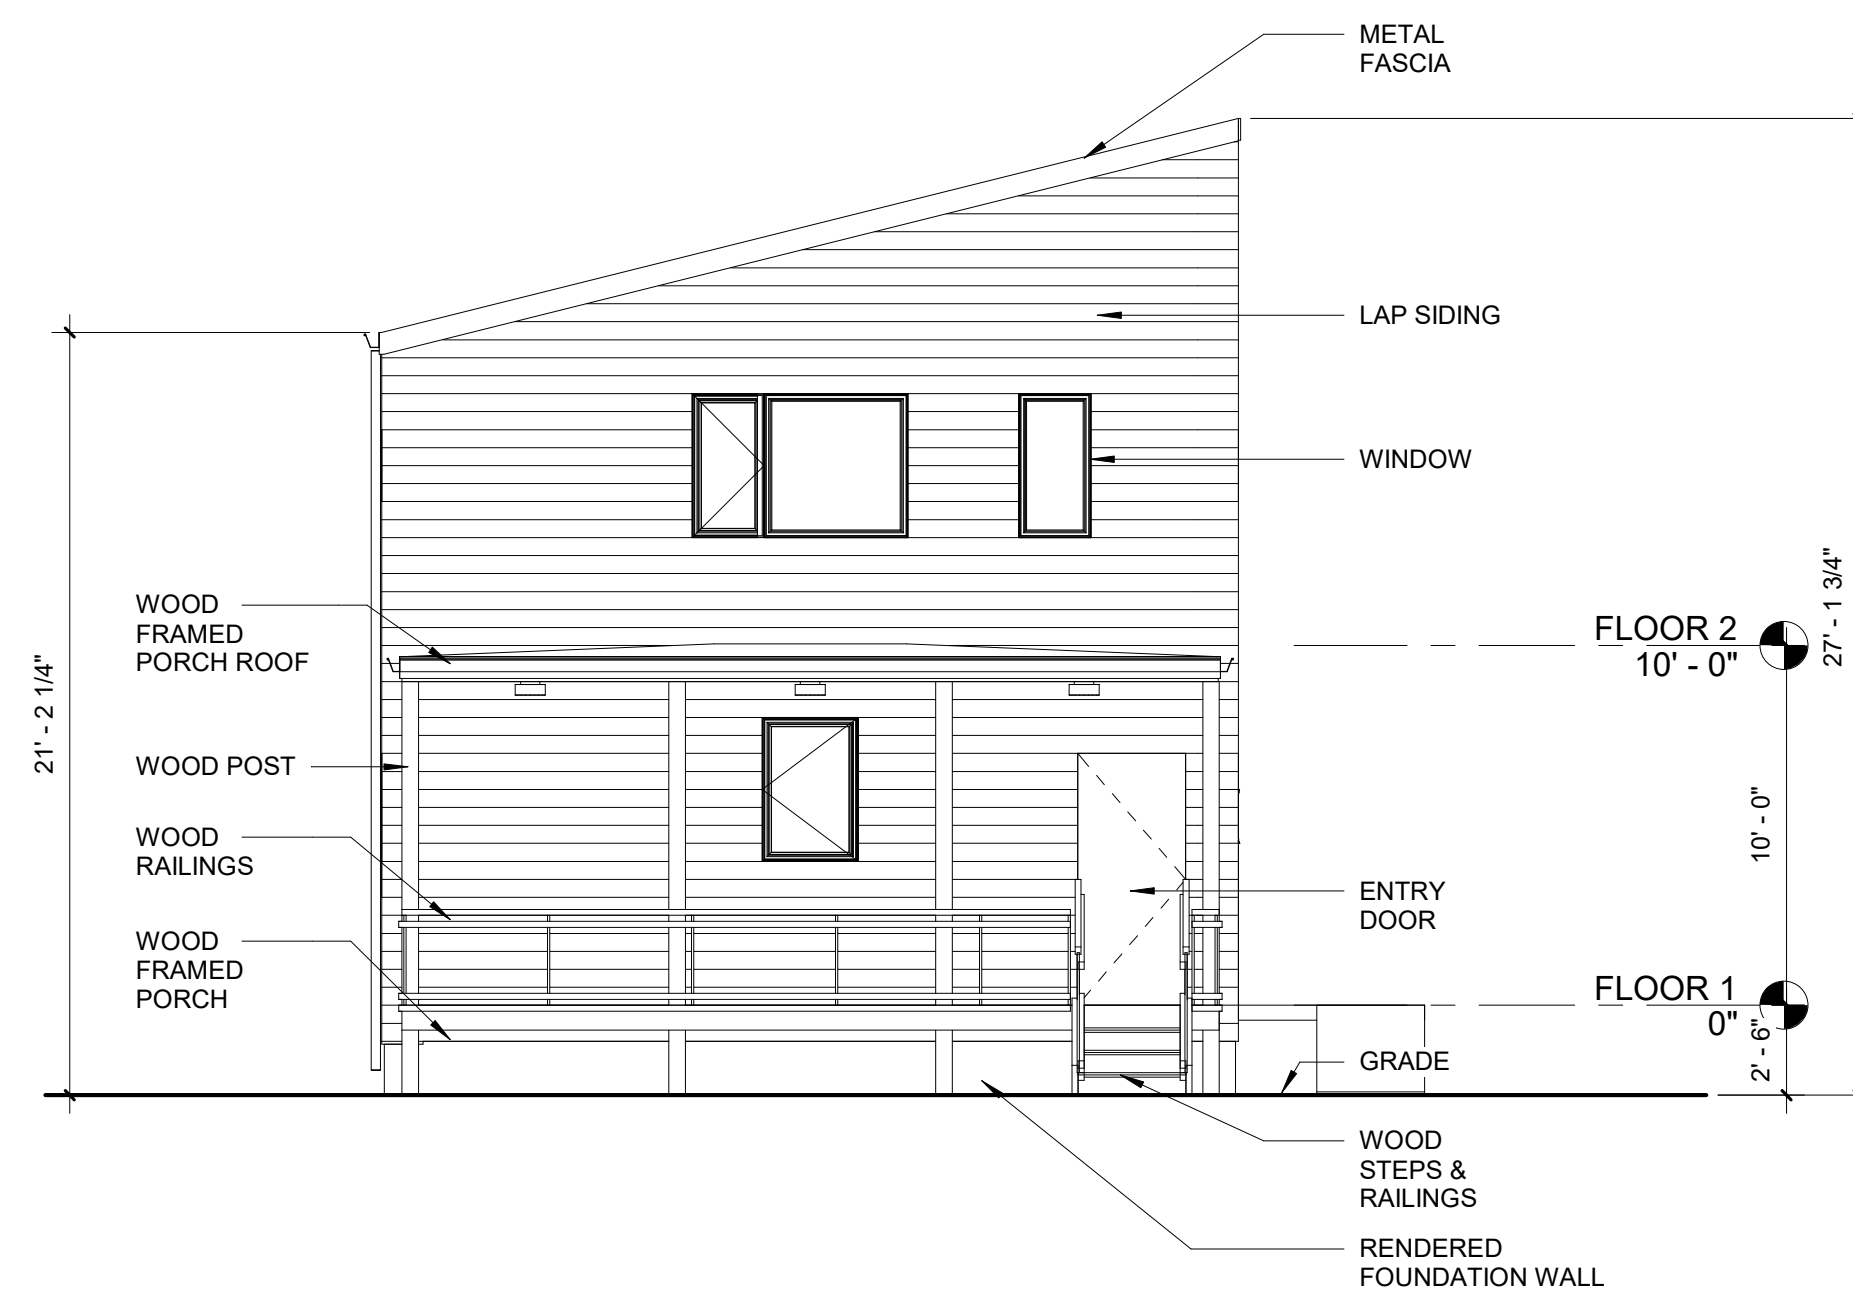 METAL
FASCIA
LAP SIDING
WINDOW
WOOD
FRAMED
PORCH ROOF
FLOOR 2
10' - 0"
27' - 1 3/4"
21' - 2 1/4"
WOOD POST
WOOD
RAILINGS
10' - 0"
ENTRY
DOOR
WOOD
FRAMED
PORCH
FLOOR 1
0"
2' - 6"
GRADE
WOOD
STEPS &
RAILINGS
RENDERED
FOUNDATION WALL